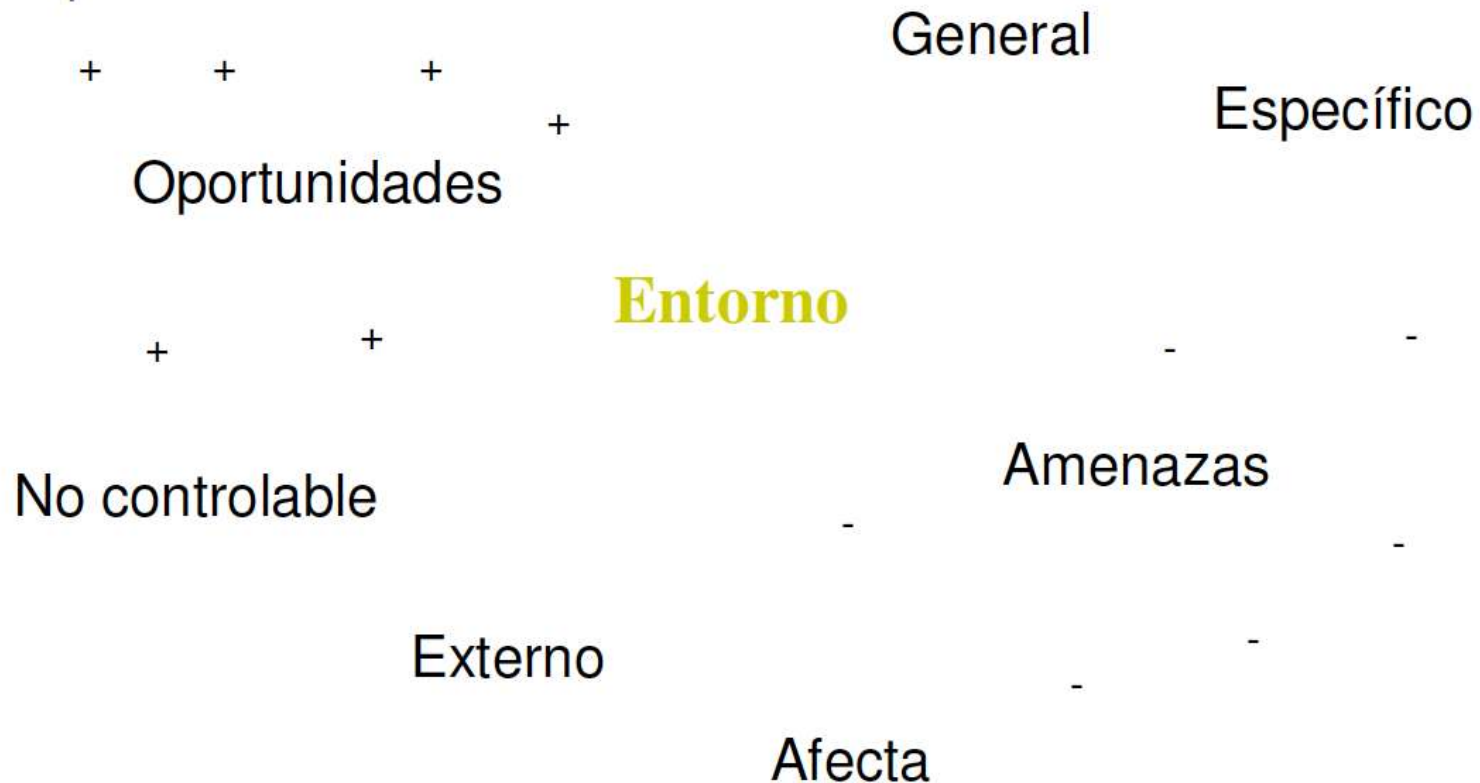 General
+ + +
Específico
+
Oportunidades
Entorno
+ + - -
Amenazas
No controlable
-
-
Externo
-
-
Afecta